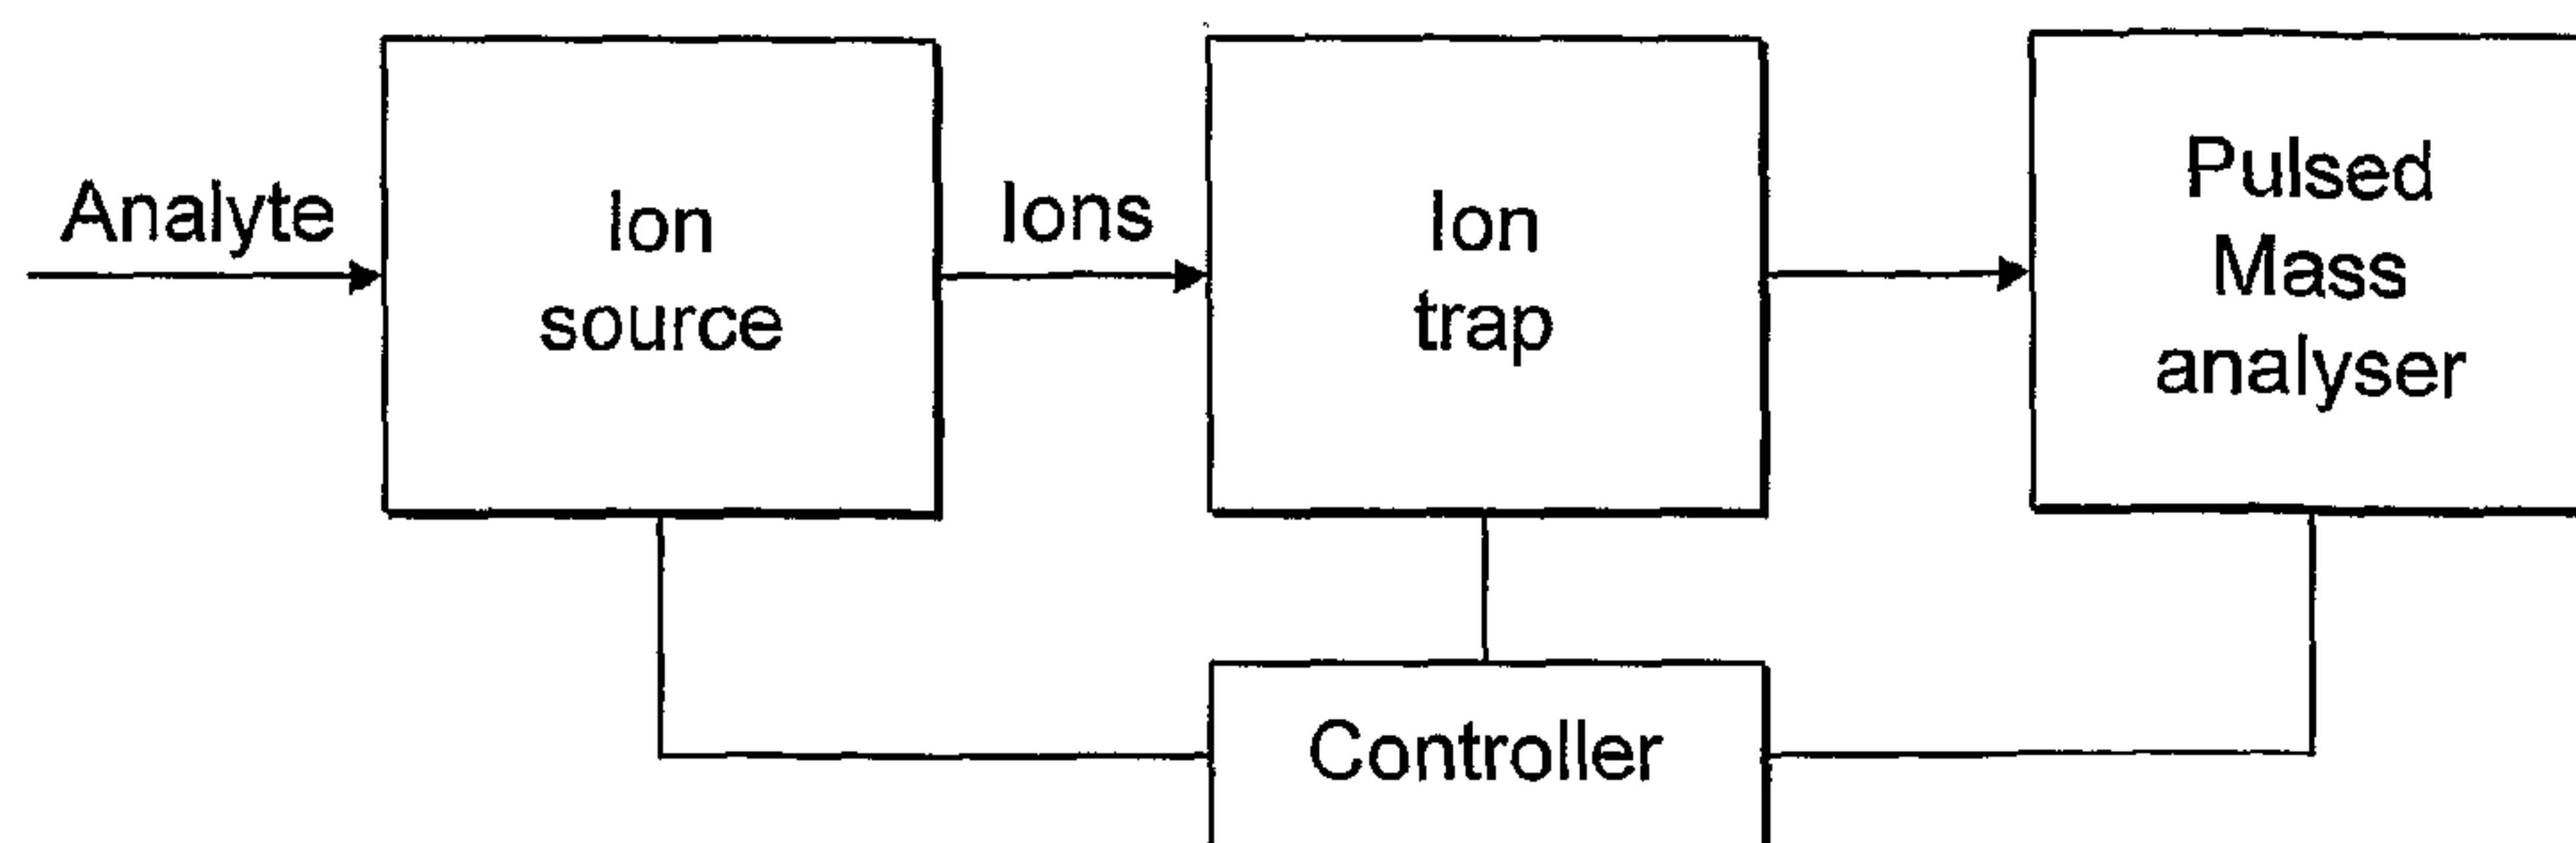 Analyte
Ion
source
Ions
Ion
trap
Pulsed
Mass
analyser
Controller